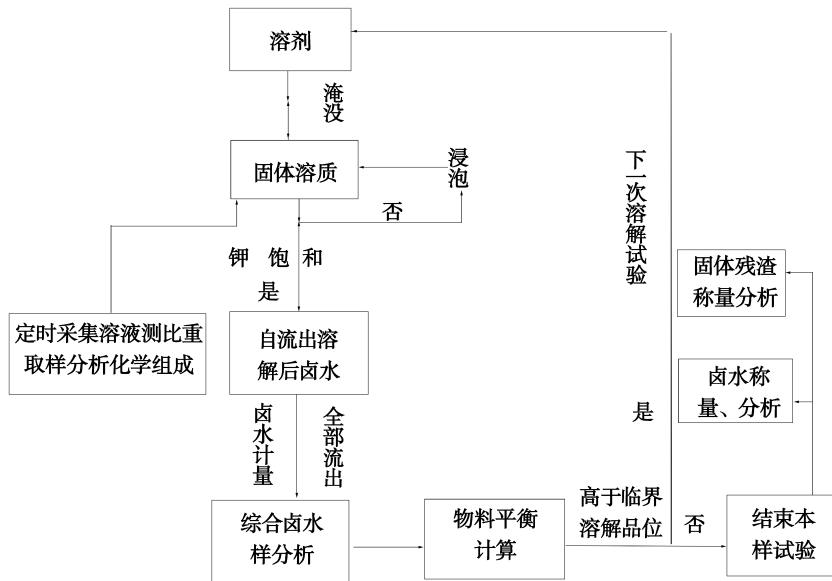 溶剂
淹没
固体溶质
浸泡
否
钾饱和
是
定时采集溶液测比重
取样分析化学组成
自流出溶
解后卤水
卤水计量
全部流出
综合卤水
样分析
物料平衡
计算
高于临界
溶解品位
是
下一次溶解试验
否
结束本
样试验
卤水称
量、分析
固体残渣
称量分析